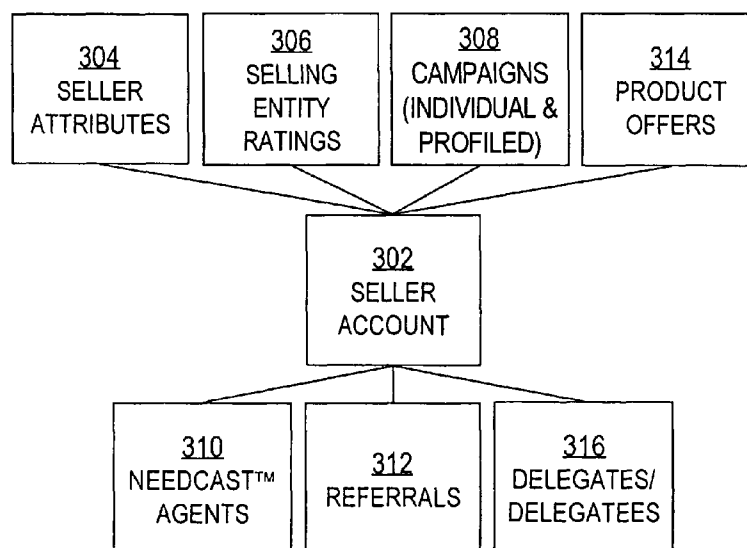 304
SELLER
ATTRIBUTES
306
SELLING
ENTITY
RATINGS
308
CAMPAIGNS
(INDIVIDUAL &
PROFILED)
314
PRODUCT
OFFERS
302
SELLER
ACCOUNT
310
NEEDCAST™
AGENTS
312
REFERRALS
316
DELEGATES/
DELEGATEES